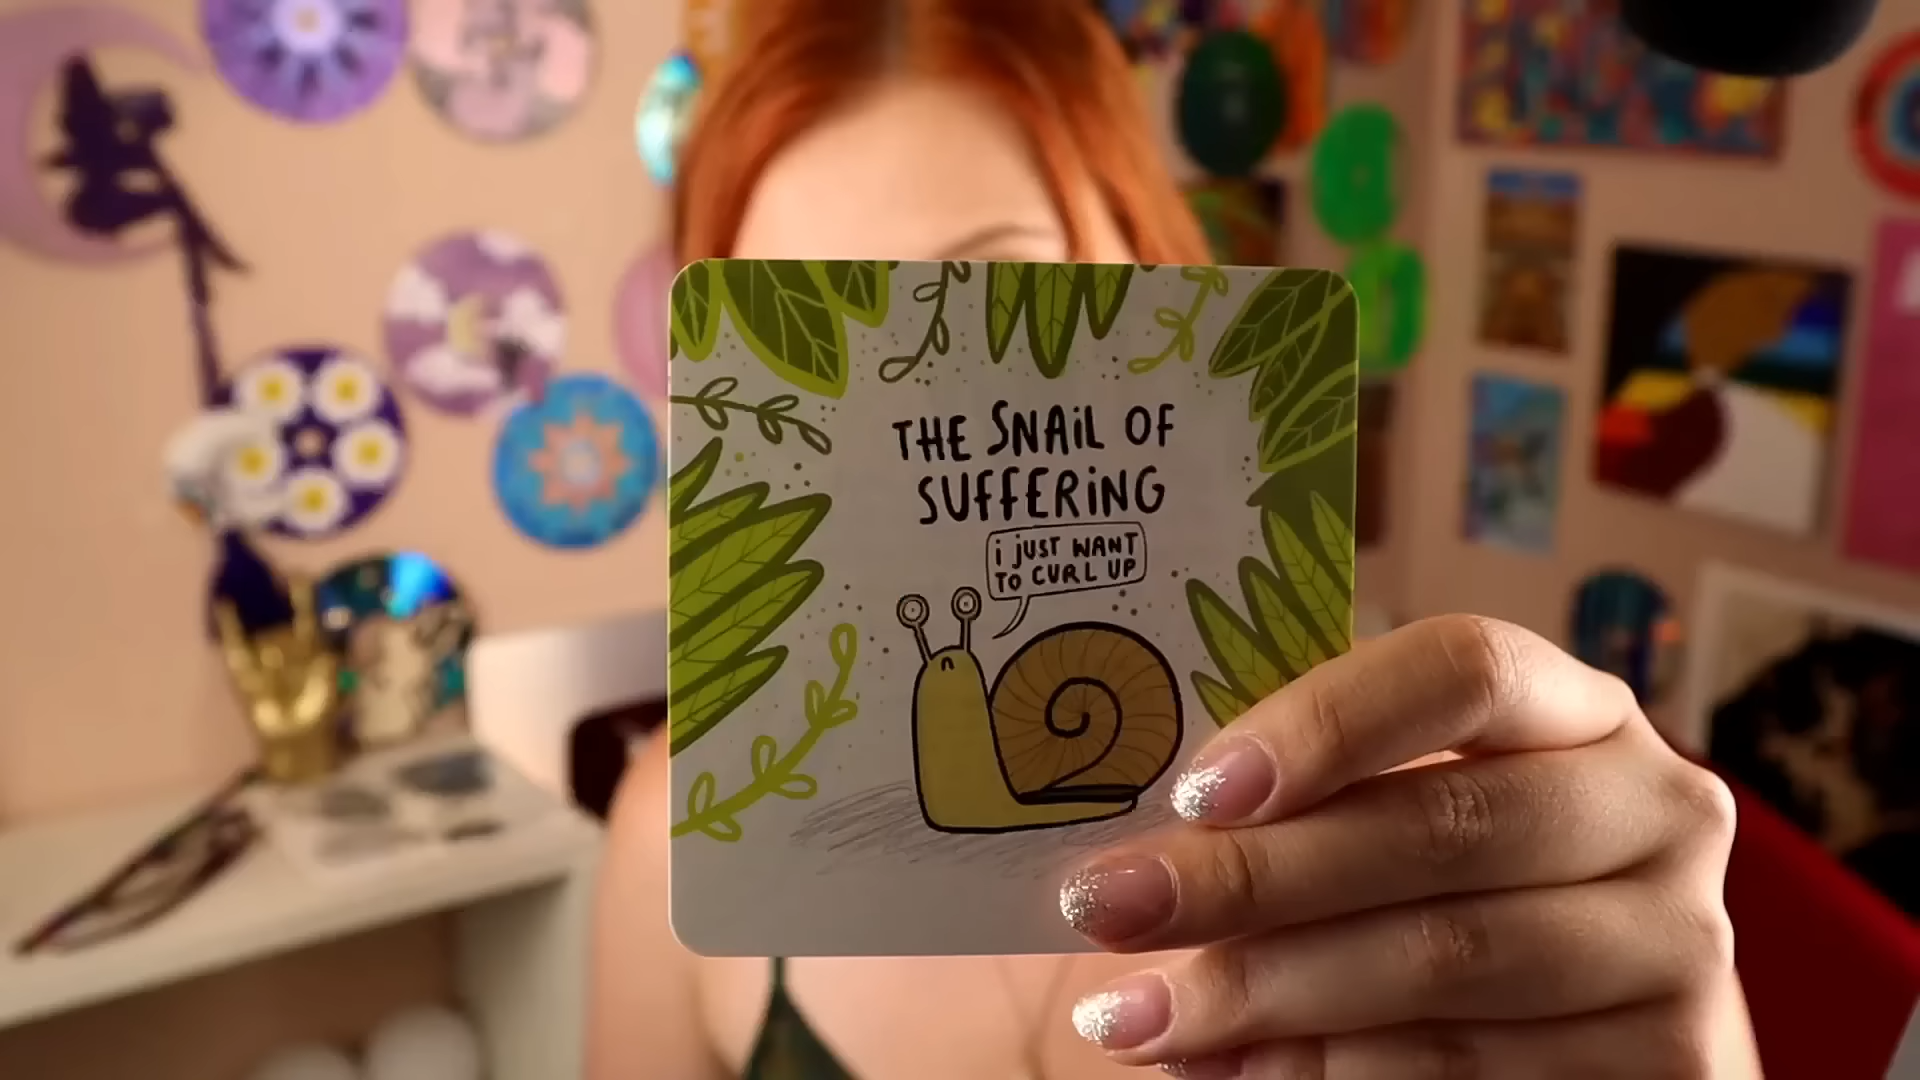 THE SNAiL OF
SUFFERiNG
i jUST WANT
TO CURL UP